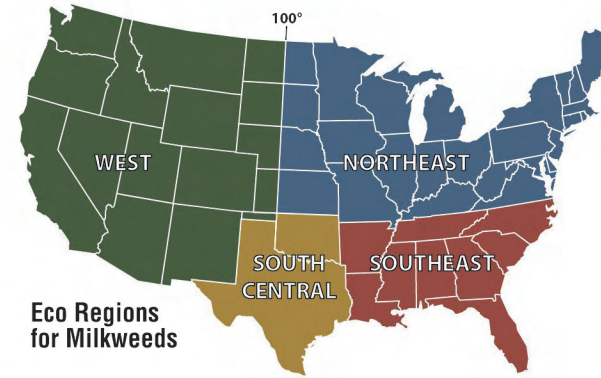 100°
WEST
NORTHEAST
SOUTH
CENTRAL
SOUTHEAST
Eco Regions
for Milkweeds